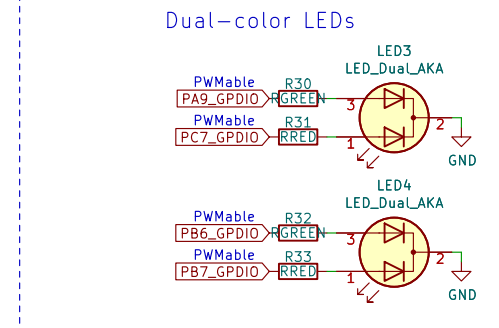 Dual-color LEDs
LED3
LED_Dual_AKA
PWMable
R30
PA9_GPDIO
RGREEN
3
PWMable
R31
PC7_GPDIO
RRED
1
2
GND
LED4
LED_Dual_AKA
PWMable
R32
PB6_GPDIO
RGREEN
3
PWMable
R33
PB7_GPDIO
RRED
1
2
GND